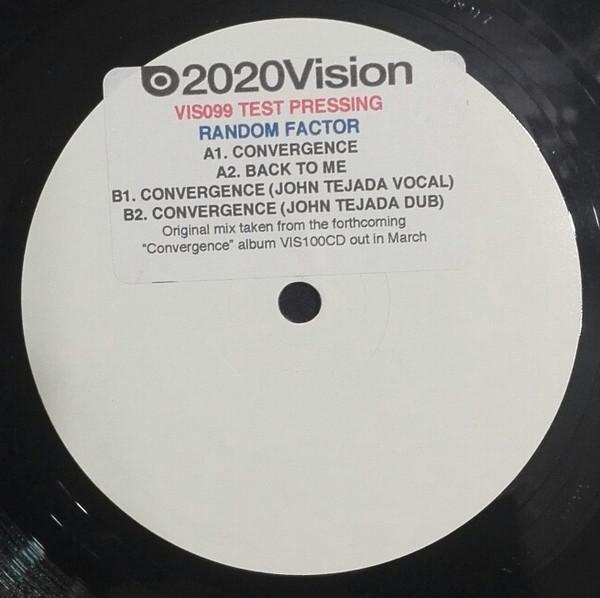 2020Vision
VIS099 TEST PRESSING
RANDOM FACTOR
A1. CONVERGENCE
A2. BACK TO ME
B1. CONVERGENCE (JOHN TEJADA VOCAL)
B2. CONVERGENCE (JOHN TEJADA DUB)
Original mix taken from the forthcoming
"Convergence" album VIS100CD out in March